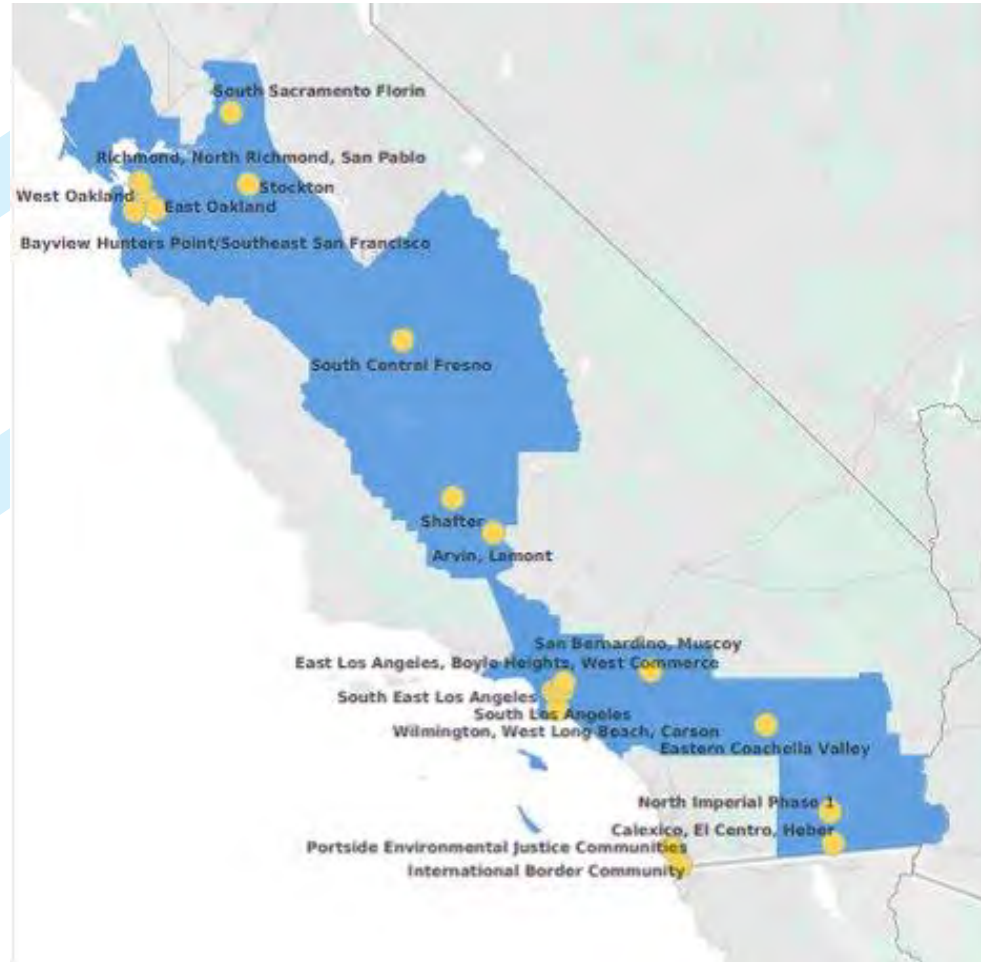 South Sacramento Florin
Richmond, North Richmond, San Pablo
Stockton
West Oakland
East Oakland
Bayview Hunters Point/Southeast San Francisco
South Central Fresno
Shafter
Arvin, Lamont
San Bernardino, Muscoy
East Los Angeles, Boyle Heights, West Commerce
South East Los Angeles
South Los Angeles
Wilmington, West Long Beach, Carson
Eastern Coachella Valley
North Imperial Phase 1
Calexico, El Centro, Heber
Portside Environmental Justice Communities
International Border Community